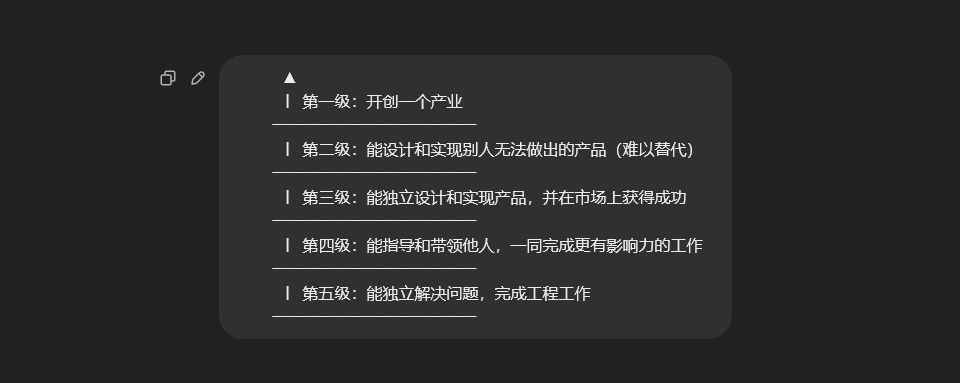 ▲
| 第一级：开创一个产业
| 第二级：能设计和实现别人无法做出的产品（难以替代）
| 第三级：能独立设计和实现产品，并在市场上获得成功
| 第四级：能指导和带领他人，一同完成更有影响力的工作
| 第五级：能独立解决问题，完成工程工作